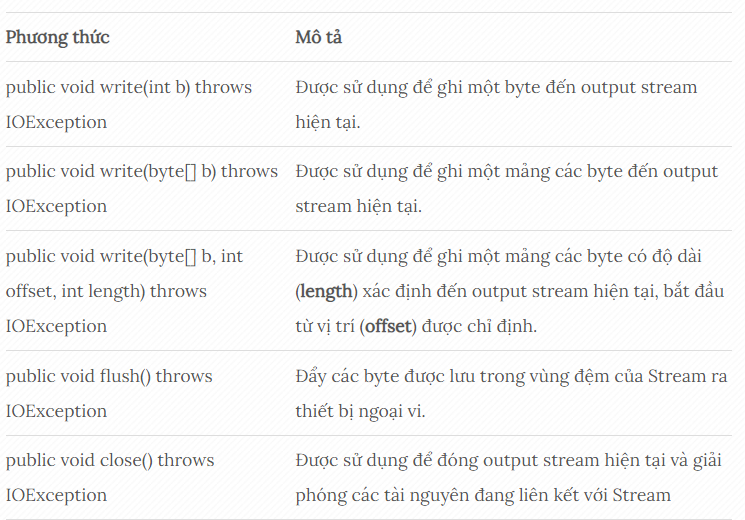 Phương thức Mô tả
public void write(int b) throws Được sử dụng để ghi một byte đến output stream
IOException hiện tại.
public void write(byte[] b) throws Được sử dụng để ghi một mảng các byte đến output
IOException stream hiện tại.
public void write(byte[] b, int Được sử dụng để ghi một mảng các byte có độ dài
offset, int length) throws (length) xác định đến output stream hiện tại, bắt đầu
IOException từ vị trí (offset) được chỉ định.
public void flush() throws Đẩy các byte được lưu trong vùng đệm của Stream ra
IOException thiết bị ngoại vi.
public void close() throws Được sử dụng để đóng output stream hiện tại và giải
IOException phóng các tài nguyên đang liên kết với Stream